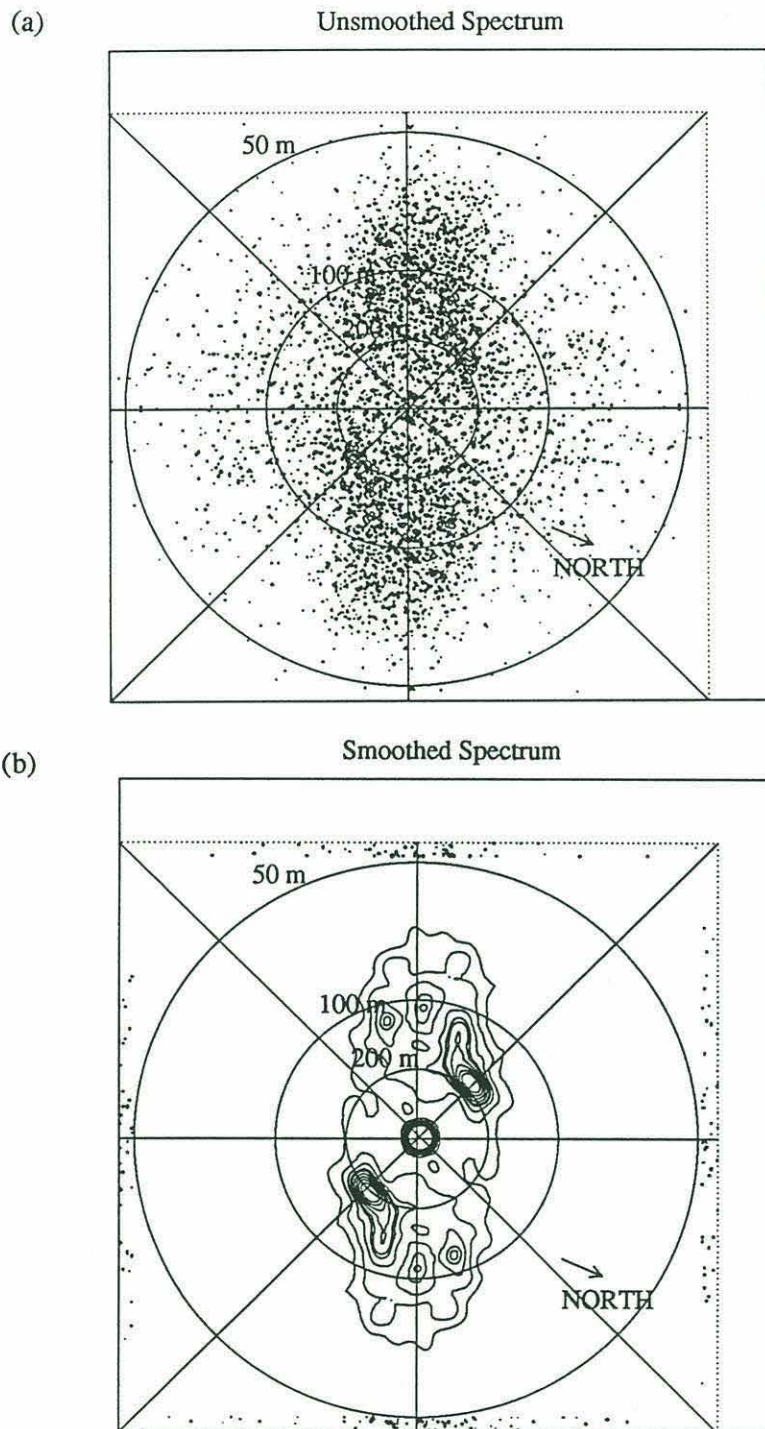 (a)
Unsmoothed Spectrum
50 m
100 m
200 m
NORTH
(b)
Smoothed Spectrum
50 m
100 m
200 m
NORTH